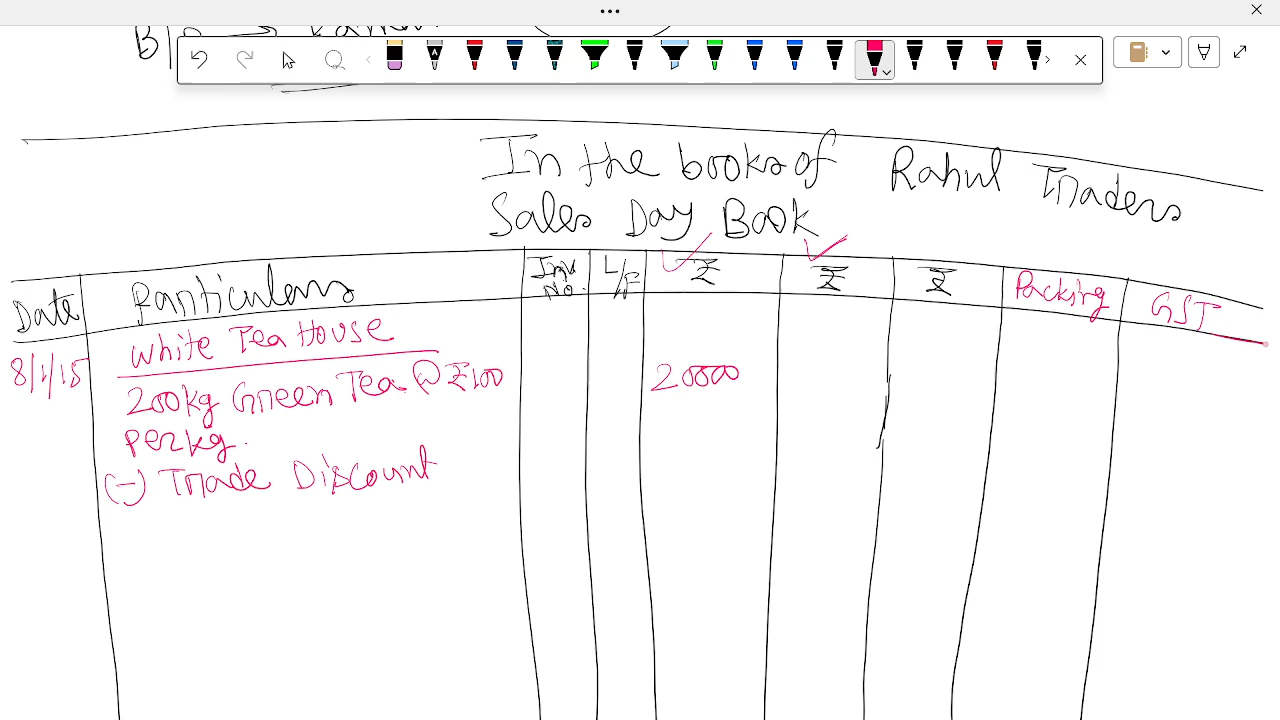 In the books of Rahul Traders
Sales Day Book
Date Particulars Inv No. L/F ₹ ₹ ₹ Packing GST
8/1/15 White Tea House
200kg Green Tea @ ₹100 20000
per kg.
(-) Trade Discount